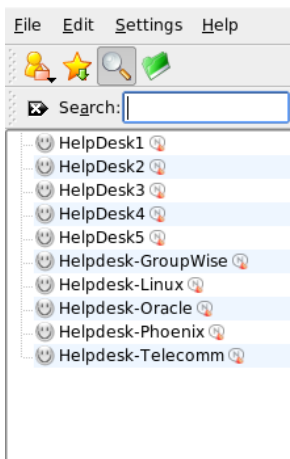 File Edit Settings Help
Search:
HelpDesk1
HelpDesk2
HelpDesk3
HelpDesk4
HelpDesk5
Helpdesk-GroupWise
Helpdesk-Linux
Helpdesk-Oracle
Helpdesk-Phoenix
Helpdesk-Telecomm